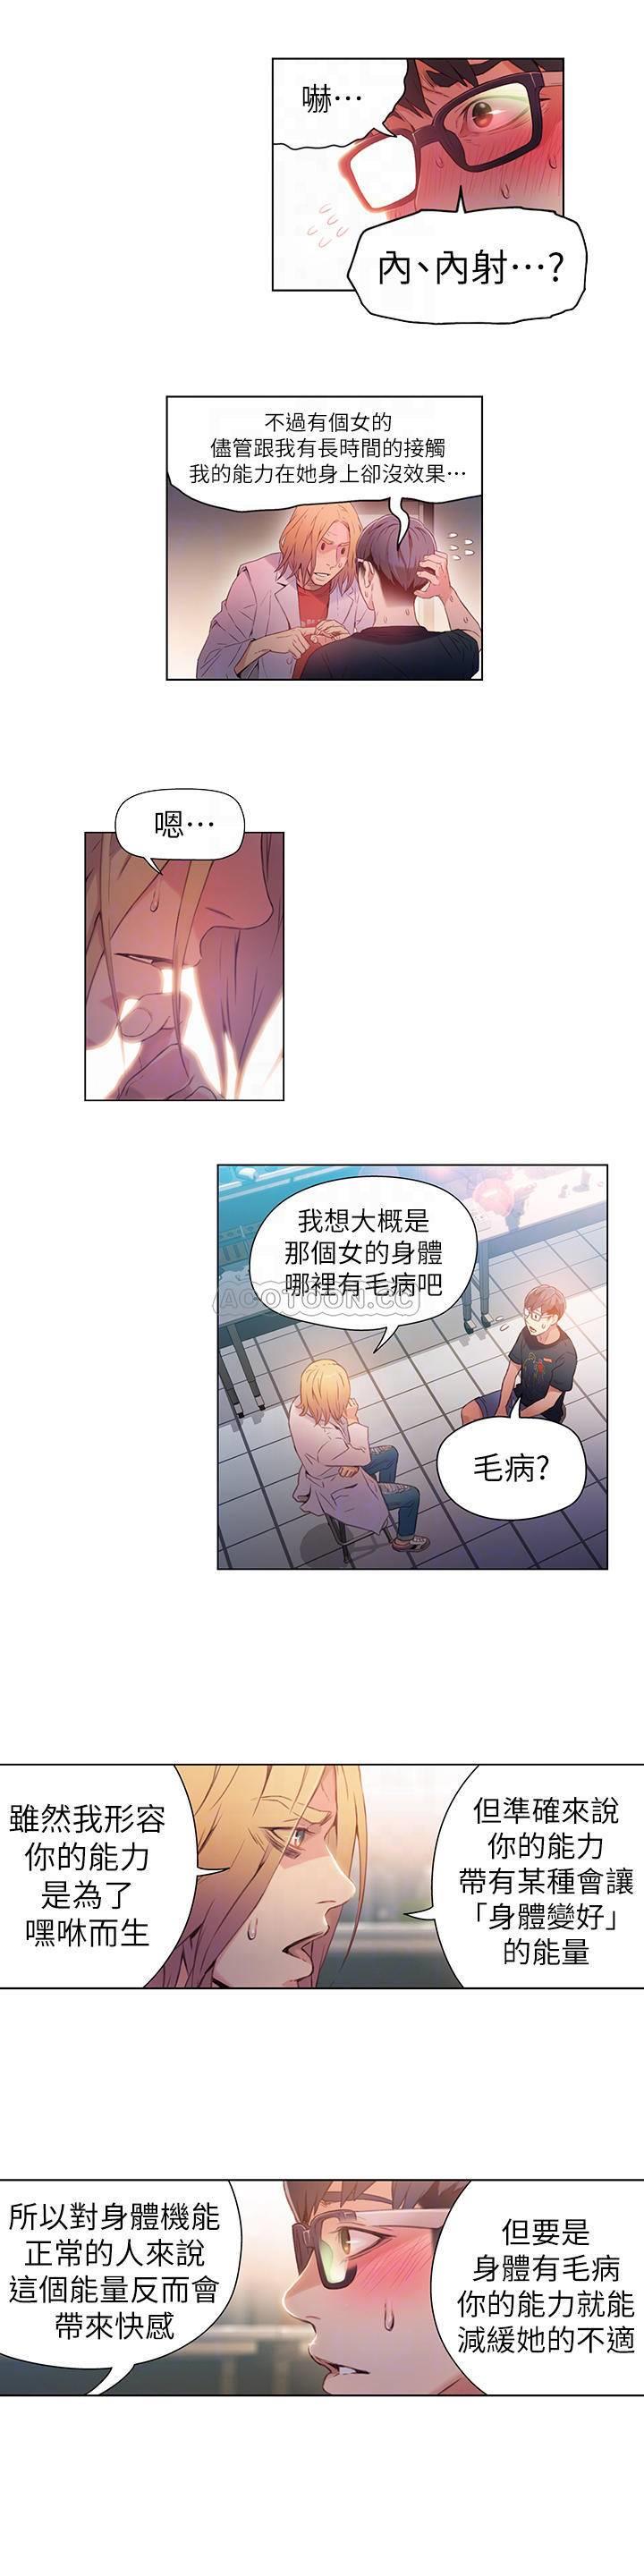 嚇⋯
內、內射⋯?
不過有個女的
儘管跟我有長時間的接觸
我的能力在她身上卻沒效果⋯
嗯⋯
我想大概是
那個女的身體
哪裡有毛病吧
ACOTOON.CC
毛病?
雖然我形容
你的能力
是為了
嘿咻而生
但準確來說
你的能力
帶有某種會讓
「身體變好」
的能量
所以對身體機能
正常的人來說
這個能量反而會
帶來快感
但要是
身體有毛病
你的能力就能
減緩她的不適